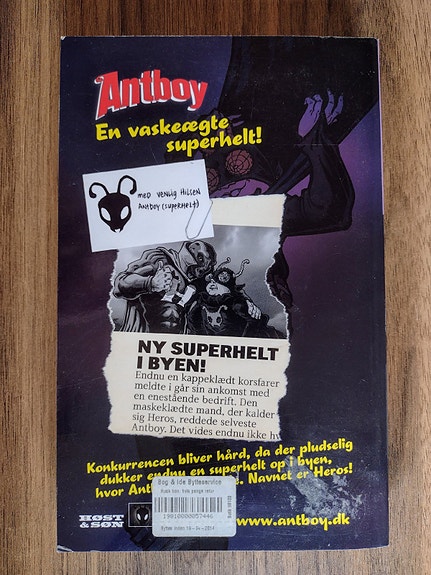 Antboy
En vaskeægte
superhelt!
MED VENLIG HILSEN
ANTBOY (SUPERHELT)
NY SUPERHELT
I BYEN!
Endnu en kappeklædt korsfarer
meldte i går sin ankomst med
en enestående bedrift. Den
maskeklædte mand, der kalder
sig Heros, reddede selveste
Antboy. Det vides endnu ikke hv
Konkurrencen bliver hård, da der pludselig
dukker endnu en superhelt op i byen,
hvor Ant ! Navnet er Heros!
Bog & Ide Bytteservice
HØST
&SØN
www.antboy.dk